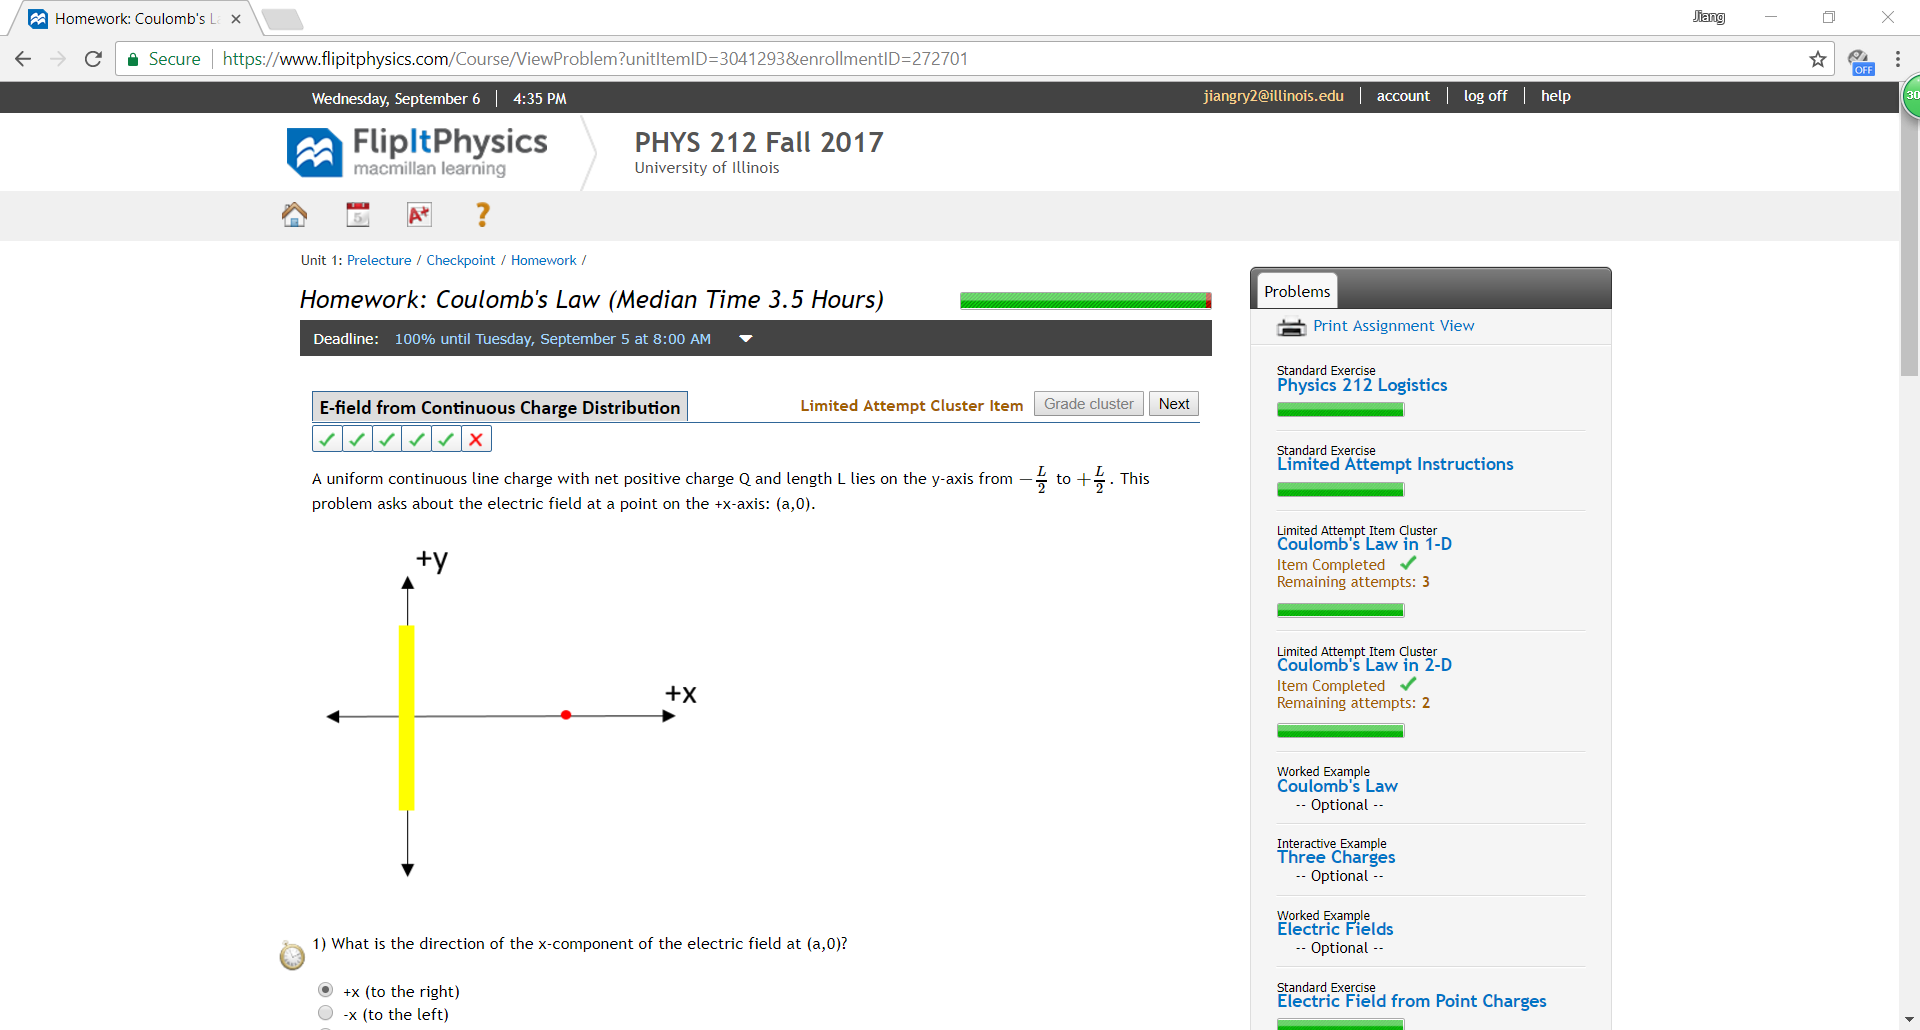 Homework: Coulomb's La
Jiang
Secure
https://www.flipitphysics.com/Course/ViewProblem?unitItemID=3041293&enrollmentID=272701
OFF
30
Wednesday, September 6 | 4:35 PM
jiangry2@illinois.edu | account | log off | help
FlipItPhysics
macmillan learning
PHYS 212 Fall 2017
University of Illinois
5
A+
?
Unit 1: Prelecture / Checkpoint / Homework /
Homework: Coulomb's Law (Median Time 3.5 Hours)
Deadline: 100% until Tuesday, September 5 at 8:00 AM
E-field from Continuous Charge Distribution
Limited Attempt Cluster Item
Grade cluster
Next
A uniform continuous line charge with net positive charge Q and length L lies on the y-axis from −L/2 to +L/2. This
problem asks about the electric field at a point on the +x-axis: (a,0).
+y
+x
1) What is the direction of the x-component of the electric field at (a,0)?
+x (to the right)
-x (to the left)
Problems
Print Assignment View
Standard Exercise
Physics 212 Logistics
Standard Exercise
Limited Attempt Instructions
Limited Attempt Item Cluster
Coulomb's Law in 1-D
Item Completed
Remaining attempts: 3
Limited Attempt Item Cluster
Coulomb's Law in 2-D
Item Completed
Remaining attempts: 2
Worked Example
Coulomb's Law
-- Optional --
Interactive Example
Three Charges
-- Optional --
Worked Example
Electric Fields
-- Optional --
Standard Exercise
Electric Field from Point Charges